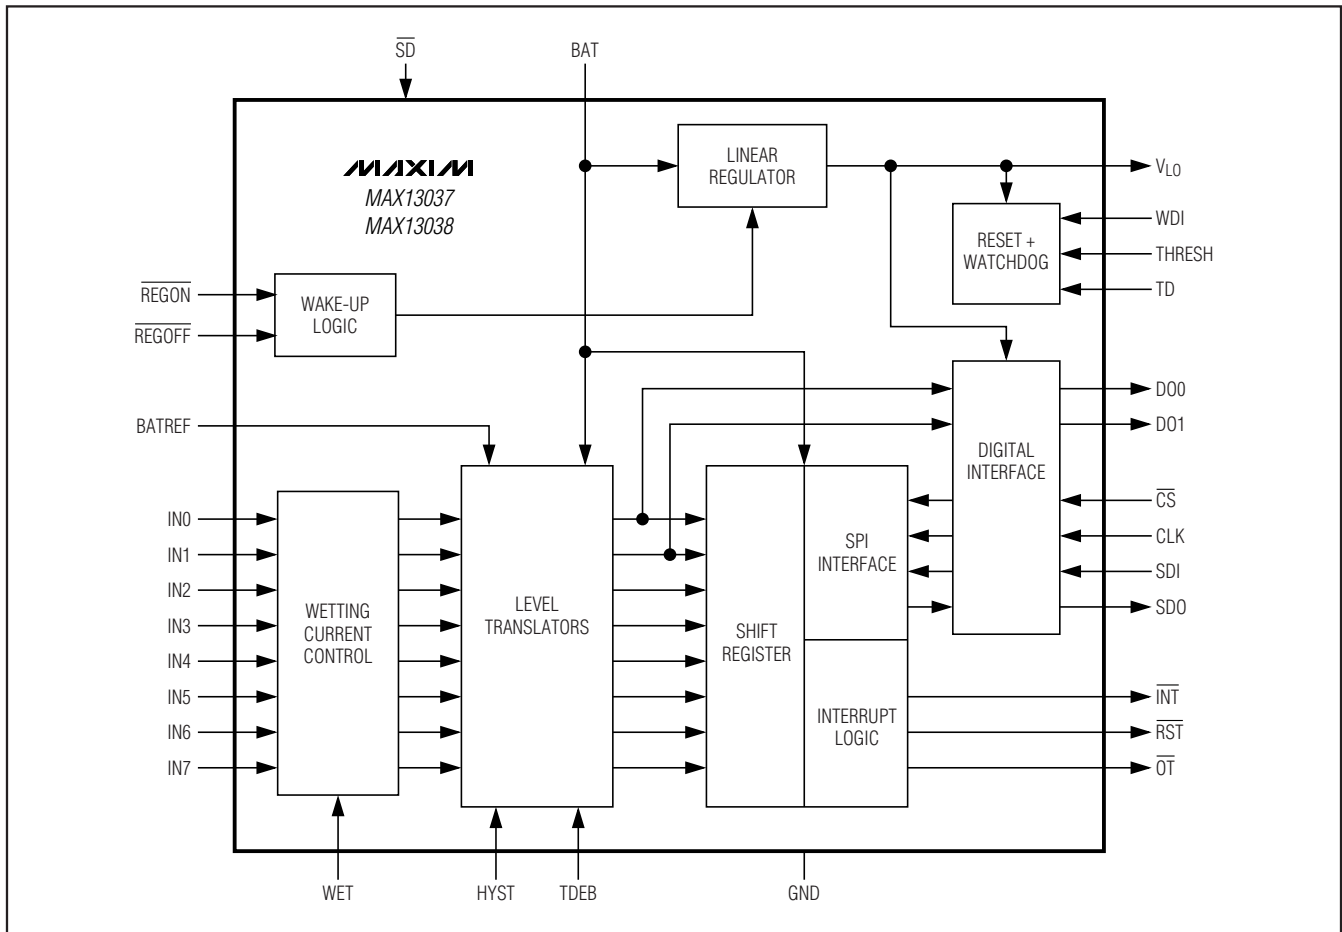 SD
BAT
MAXIM
MAX13037
MAX13038
LINEAR
REGULATOR
VLO
WDI
RESET +
WATCHDOG
THRESH
TD
REGON
WAKE-UP
LOGIC
REGOFF
BATREF
DO0
DO1
DIGITAL
INTERFACE
CS
CLK
SDI
SDO
IN0
IN1
IN2
IN3
IN4
IN5
IN6
IN7
WETTING
CURRENT
CONTROL
LEVEL
TRANSLATORS
SHIFT
REGISTER
SPI
INTERFACE
INTERRUPT
LOGIC
INT
RST
OT
WET
HYST
TDEB
GND